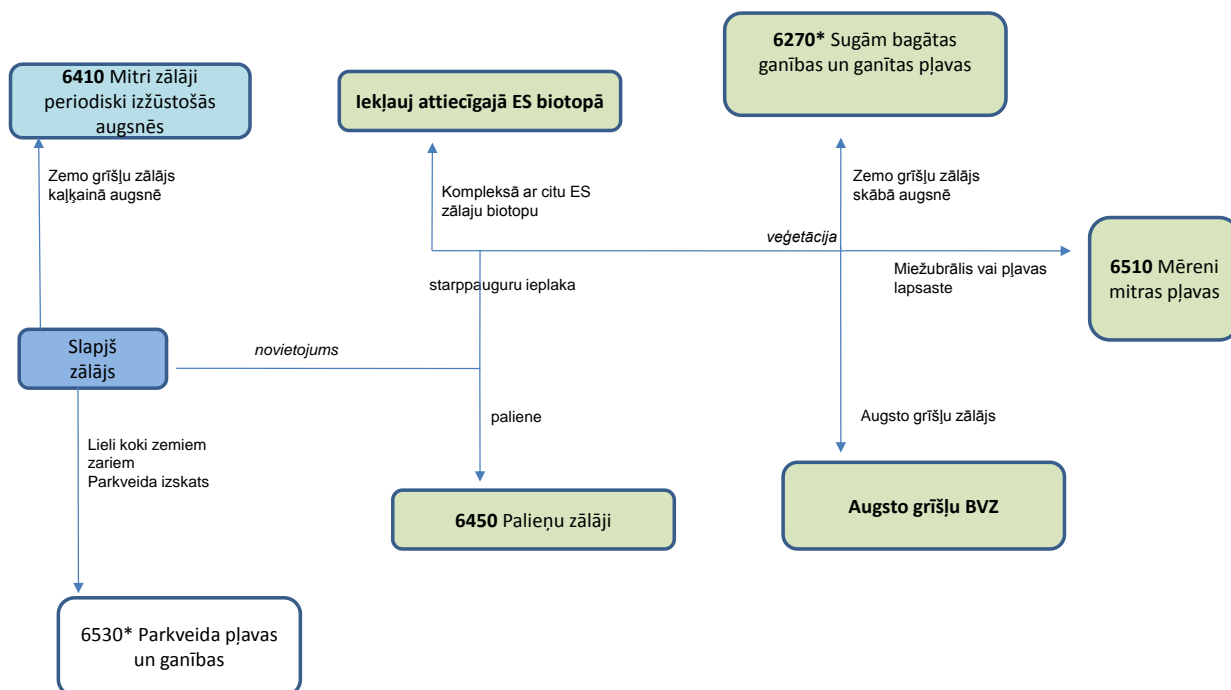 6270* Sugām bagātas
ganības un ganītas pļavas
6410 Mitri zālāji
periodiski izžūstošās
augsnēs
Iekļauj attiecīgajā ES biotopā
Zemo grīšļu zālājs
kaļķainā augsnē
Kompleksā ar citu ES
zālaju biotopu
Zemo grīšļu zālājs
skābā augsnē
veģetācija
6510 Mēreni
mitras pļavas
Miežubrālis vai pļavas
lapsaste
starppauguru ieplaka
Slapjš
zālājs
novietojums
paliene
Augsto grīšļu zālājs
Lieli koki zemiem
zariem
Parkveida izskats
6450 Palieņu zālāji
Augsto grīšļu BVZ
6530* Parkveida pļavas
un ganības